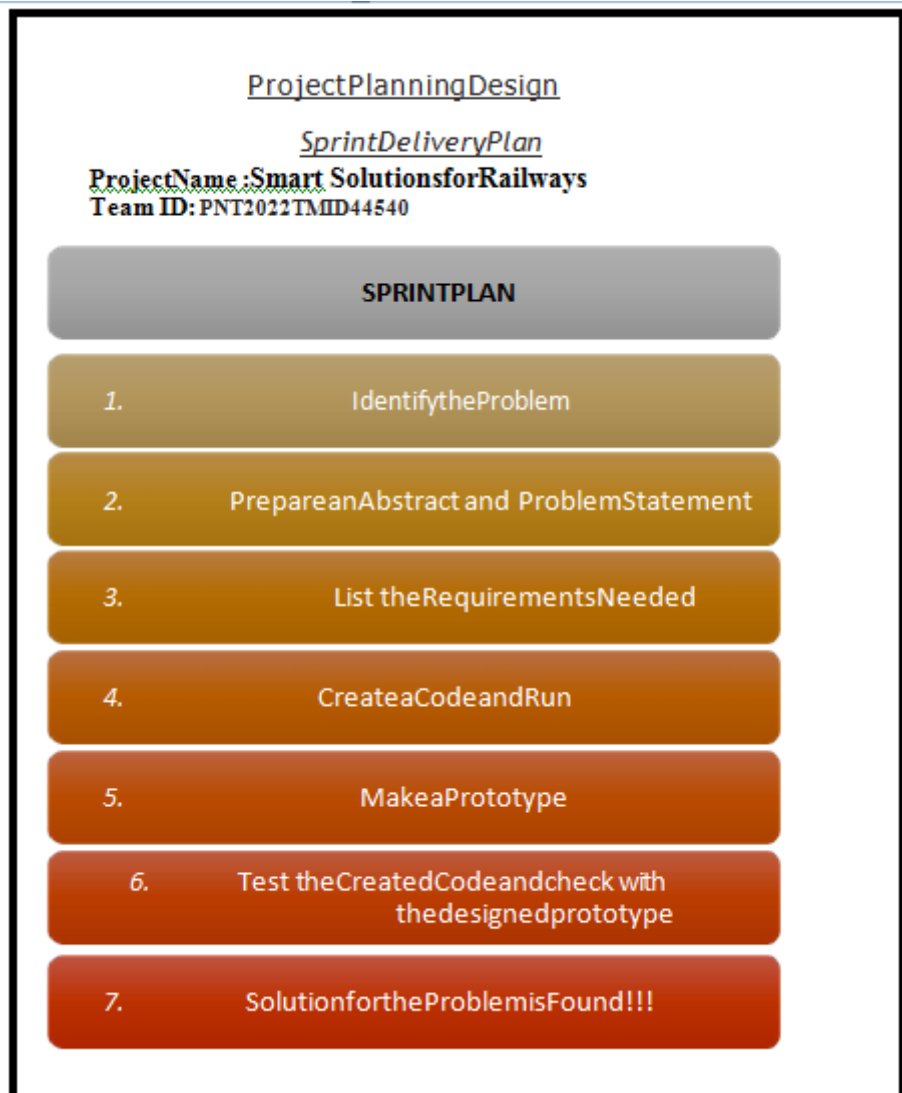 ProjectPlanningDesign
SprintDeliveryPlan
ProjectName :Smart SolutionsforRailways
Team ID: PNT2022TMID44540
SPRINTPLAN
1. IdentifytheProblem
2. PrepareanAbstract and ProblemStatement
3. List theRequirementsNeeded
4. CreateaCodeandRun
5. MakeaPrototype
6. Test theCreatedCodeandcheck with
thedesignedprototype
7. SolutionfortheProblemisFound!!!